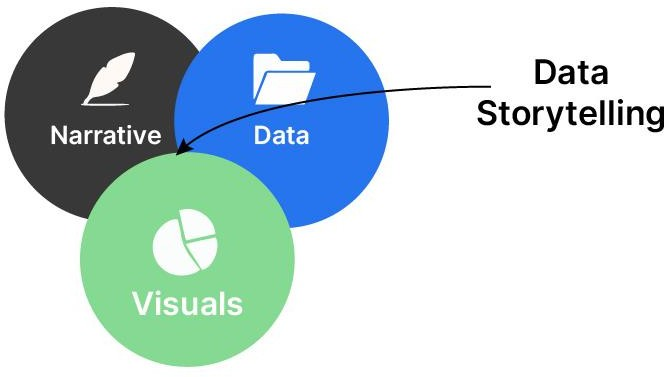 Data
Storytelling
Narrative
Data
Visuals